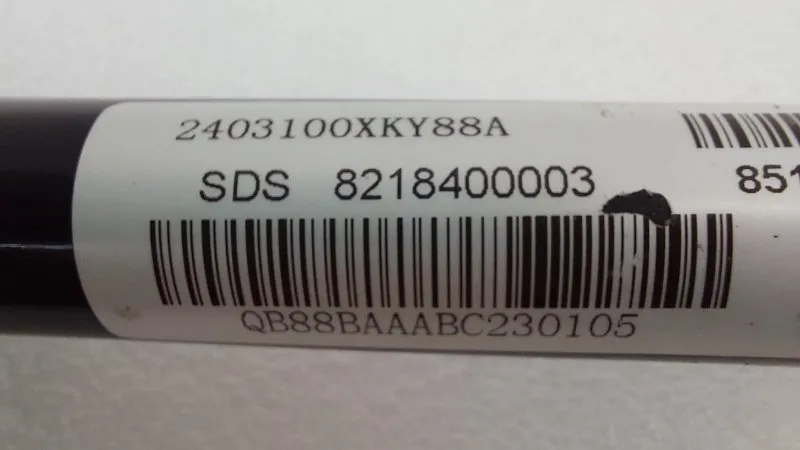 2403100XKY88A
SDS 8218400003
851
QB88BAAABC230105